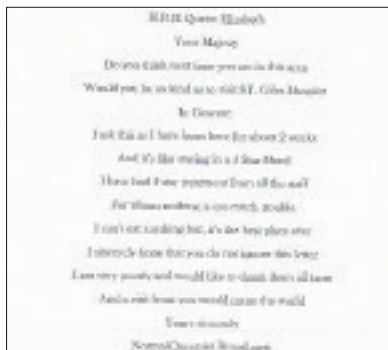 H.R.H Queen Elizabeth
Your Majesty
Do you think next time you are in this area
Would you be so kind as to visit ST. Giles Hospice
I ask this as I have been here for about 2 weeks
And it's like staying in a 5 Star Hotel
I have had 5 star treatment from all the staff
For whom nothing is too much trouble
I can't eat cooking but, it's the best place ever
I sincerely hope that you do not ignore this letter
I am very poorly and would like to thank them all
And a visit from you would mean the world
Yours sincerely